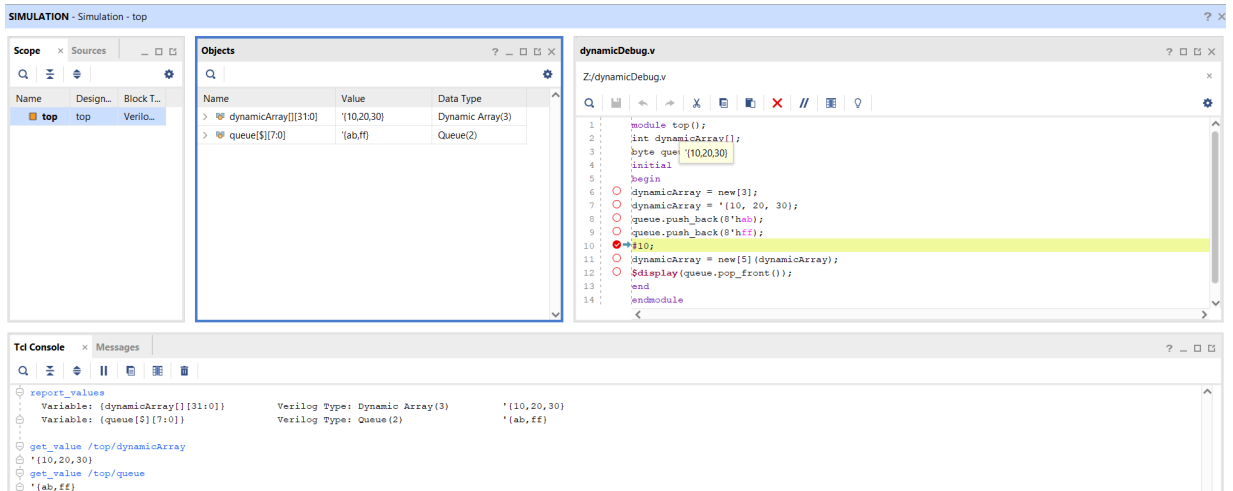 SIMULATION - Simulation - top
Scope × Sources
Name Design... Block T...
top top Verilo...
Objects
Name Value Data Type
dynamicArray[][31:0] '{10,20,30} Dynamic Array(3)
queue[$][7:0] '{ab,ff} Queue(2)
dynamicDebug.v
Z:/dynamicDebug.v
1 module top();
2 int dynamicArray[];
3 byte que
'{10,20,30}
4 initial
5 begin
6 dynamicArray = new[3];
7 dynamicArray = '{10, 20, 30};
8 queue.push_back(8'hab);
9 queue.push_back(8'hff);
10 #10;
11 dynamicArray = new[5](dynamicArray);
12 $display(queue.pop_front());
13 end
14 endmodule
Tcl Console × Messages
report_values
Variable: {dynamicArray[][31:0]} Verilog Type: Dynamic Array(3) '{10,20,30}
Variable: {queue[$][7:0]} Verilog Type: Queue(2) '{ab,ff}
get_value /top/dynamicArray
'{10,20,30}
get_value /top/queue
'{ab,ff}